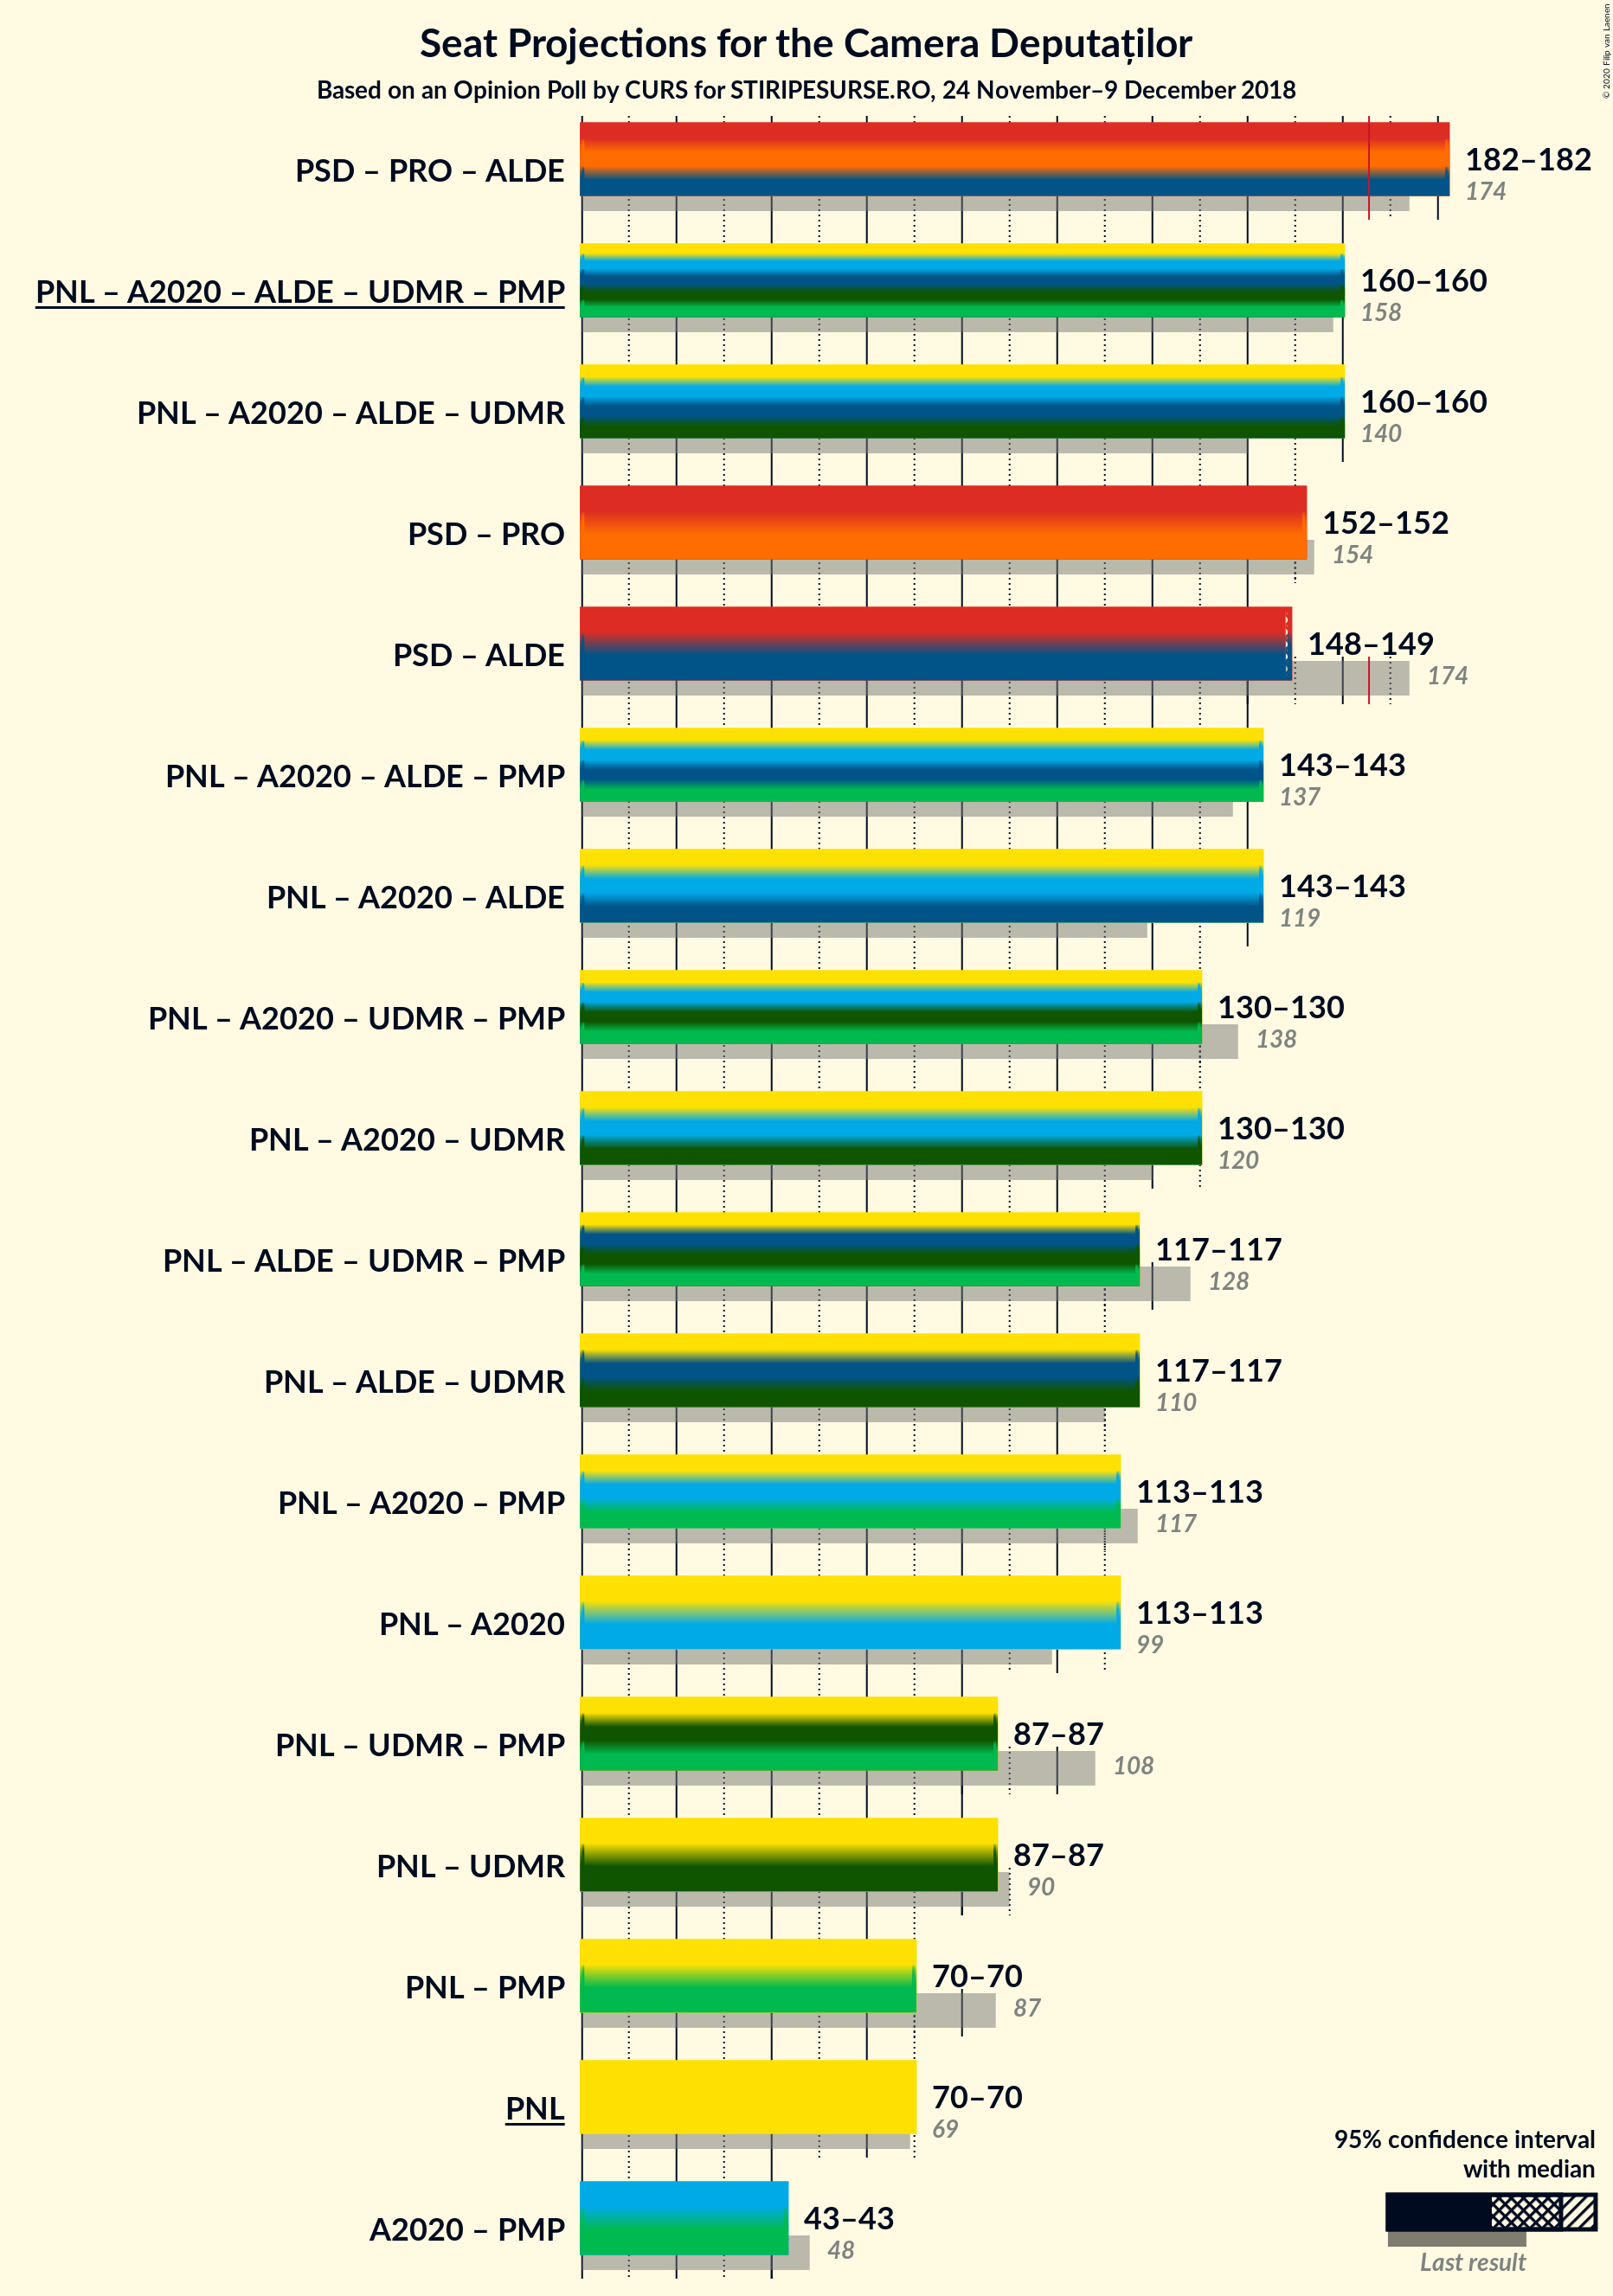 Seat Projections for the Camera Deputaților
Based on an Opinion Poll by CURS for STIRIPESURSE.RO, 24 November–9 December 2018
© 2020 Filip van Laenen
PSD – PRO – ALDE
182–182
174
PNL – A2020 – ALDE – UDMR – PMP
160–160
158
PNL – A2020 – ALDE – UDMR
160–160
140
PSD – PRO
152–152
154
PSD – ALDE
148–149
174
PNL – A2020 – ALDE – PMP
143–143
137
PNL – A2020 – ALDE
143–143
119
PNL – A2020 – UDMR – PMP
130–130
138
PNL – A2020 – UDMR
130–130
120
PNL – ALDE – UDMR – PMP
117–117
128
PNL – ALDE – UDMR
117–117
110
PNL – A2020 – PMP
113–113
117
PNL – A2020
113–113
99
PNL – UDMR – PMP
87–87
108
PNL – UDMR
87–87
90
PNL – PMP
70–70
87
PNL
70–70
69
A2020 – PMP
43–43
48
95% confidence interval
with median
Last result